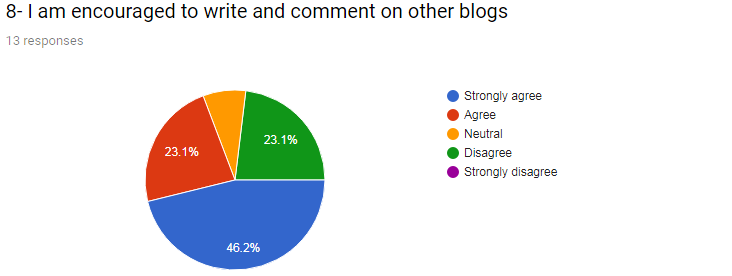 8- I am encouraged to write and comment on other blogs
13 responses
Strongly agree
Agree
Neutral
Disagree
Strongly disagree
23.1%
23.1%
46.2%